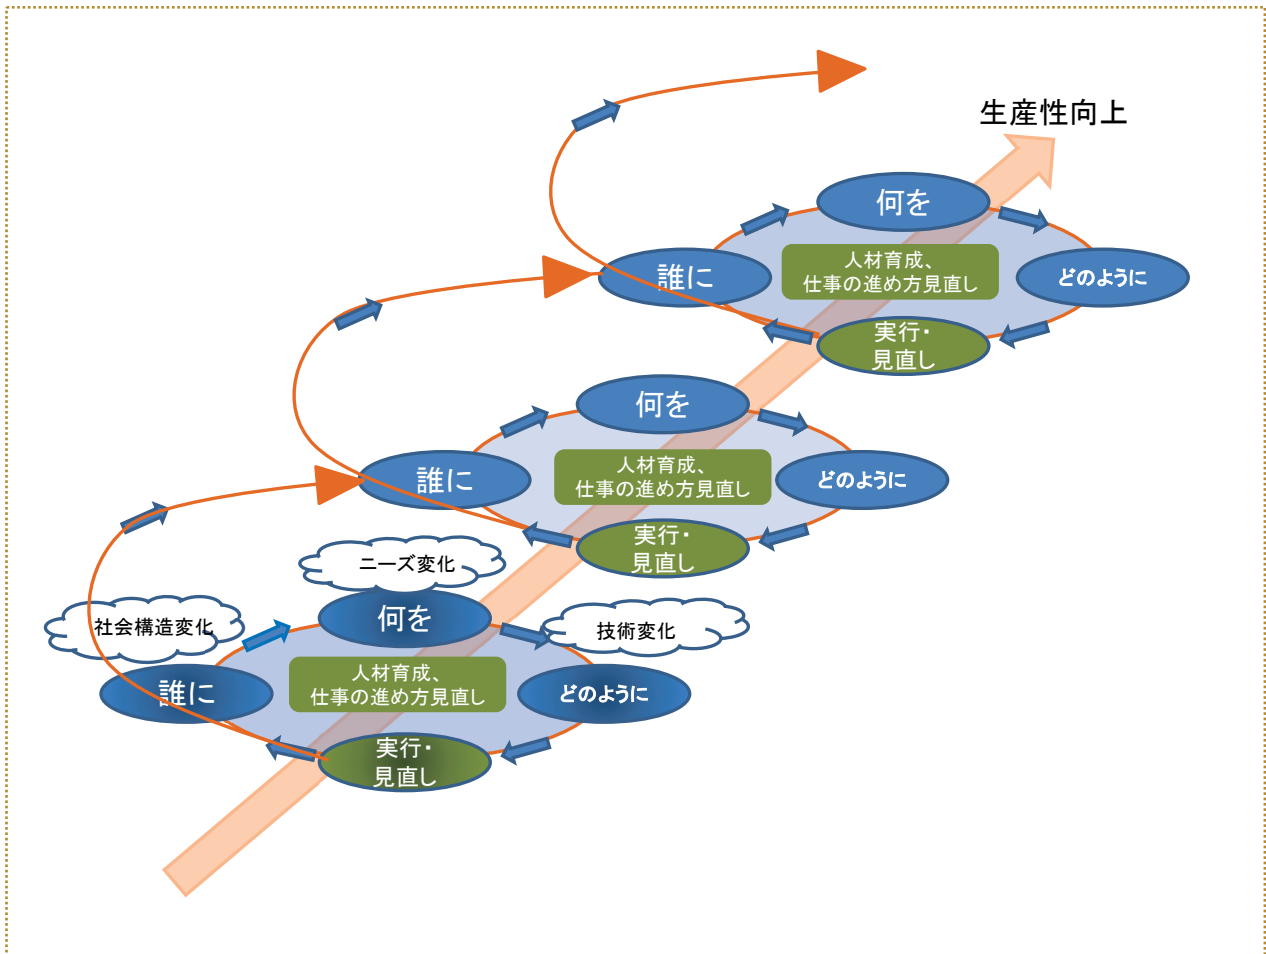 生産性向上
何を
誰に
人材育成、
仕事の進め方見直し
どのように
実行・
見直し
何を
誰に
人材育成、
仕事の進め方見直し
どのように
実行・
見直し
ニーズ変化
社会構造変化
何を
技術変化
誰に
人材育成、
仕事の進め方見直し
どのように
実行・
見直し